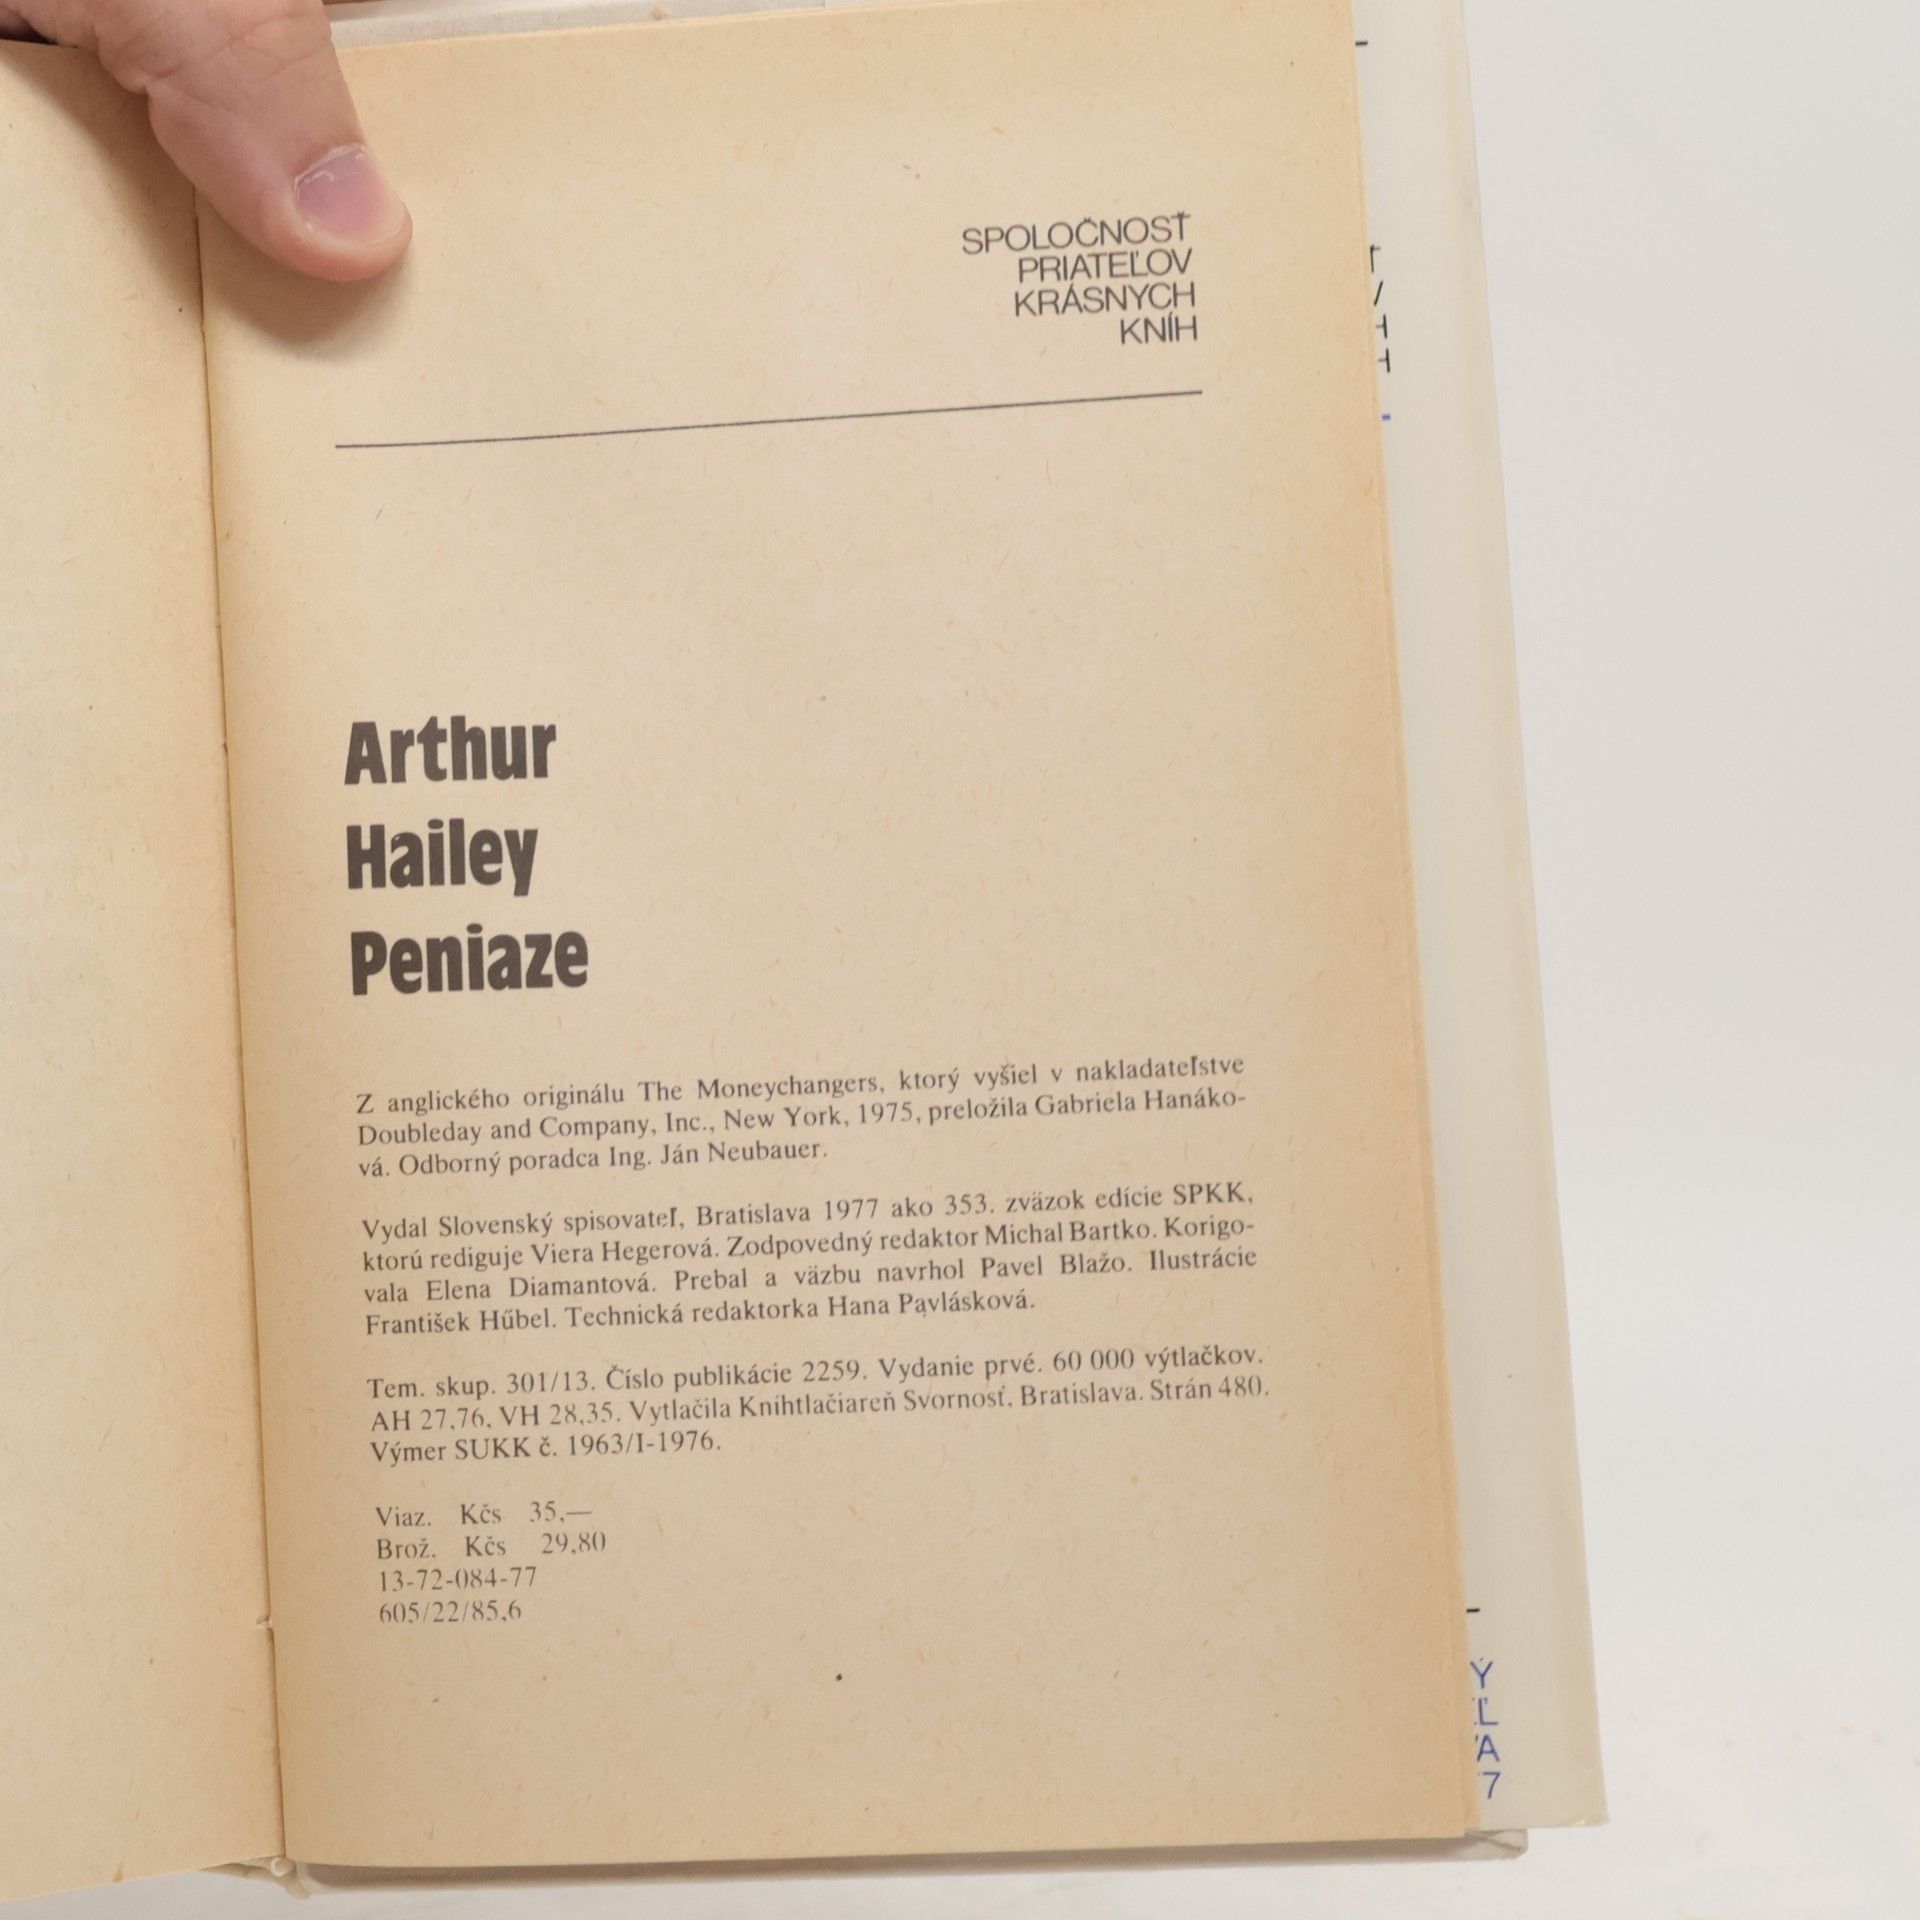 SPOLOČNOSŤ
PRIATEĽOV
KRÁSNYCH
KNÍH
Arthur
Hailey
Peniaze
Z anglického originálu The Moneychangers, ktorý vyšiel v nakladateľstve
Doubleday and Company, Inc., New York, 1975, preložila Gabriela Hanáko-
vá. Odborný poradca Ing. Ján Neubauer.
Vydal Slovenský spisovateľ, Bratislava 1977 ako 353. zväzok edície SPKK,
ktorú rediguje Viera Hegerová. Zodpovedný redaktor Michal Bartko. Korigo-
vala Elena Diamantová. Prebal a väzbu navrhol Pavel Blažo. Ilustrácie
František Hűbel. Technická redaktorka Hana Pavlásková.
Tem. skup. 301/13. Číslo publikácie 2259. Vydanie prvé. 60 000 výtlačkov.
AH 27,76, VH 28,35. Vytlačila Kníhtlačiareň Svornosť, Bratislava. Strán 480.
Výmer SUKK č. 1963/I-1976.
Viaz. Kčs 35,—
Brož. Kčs 29,80
13-72-084-77
605/22/85,6